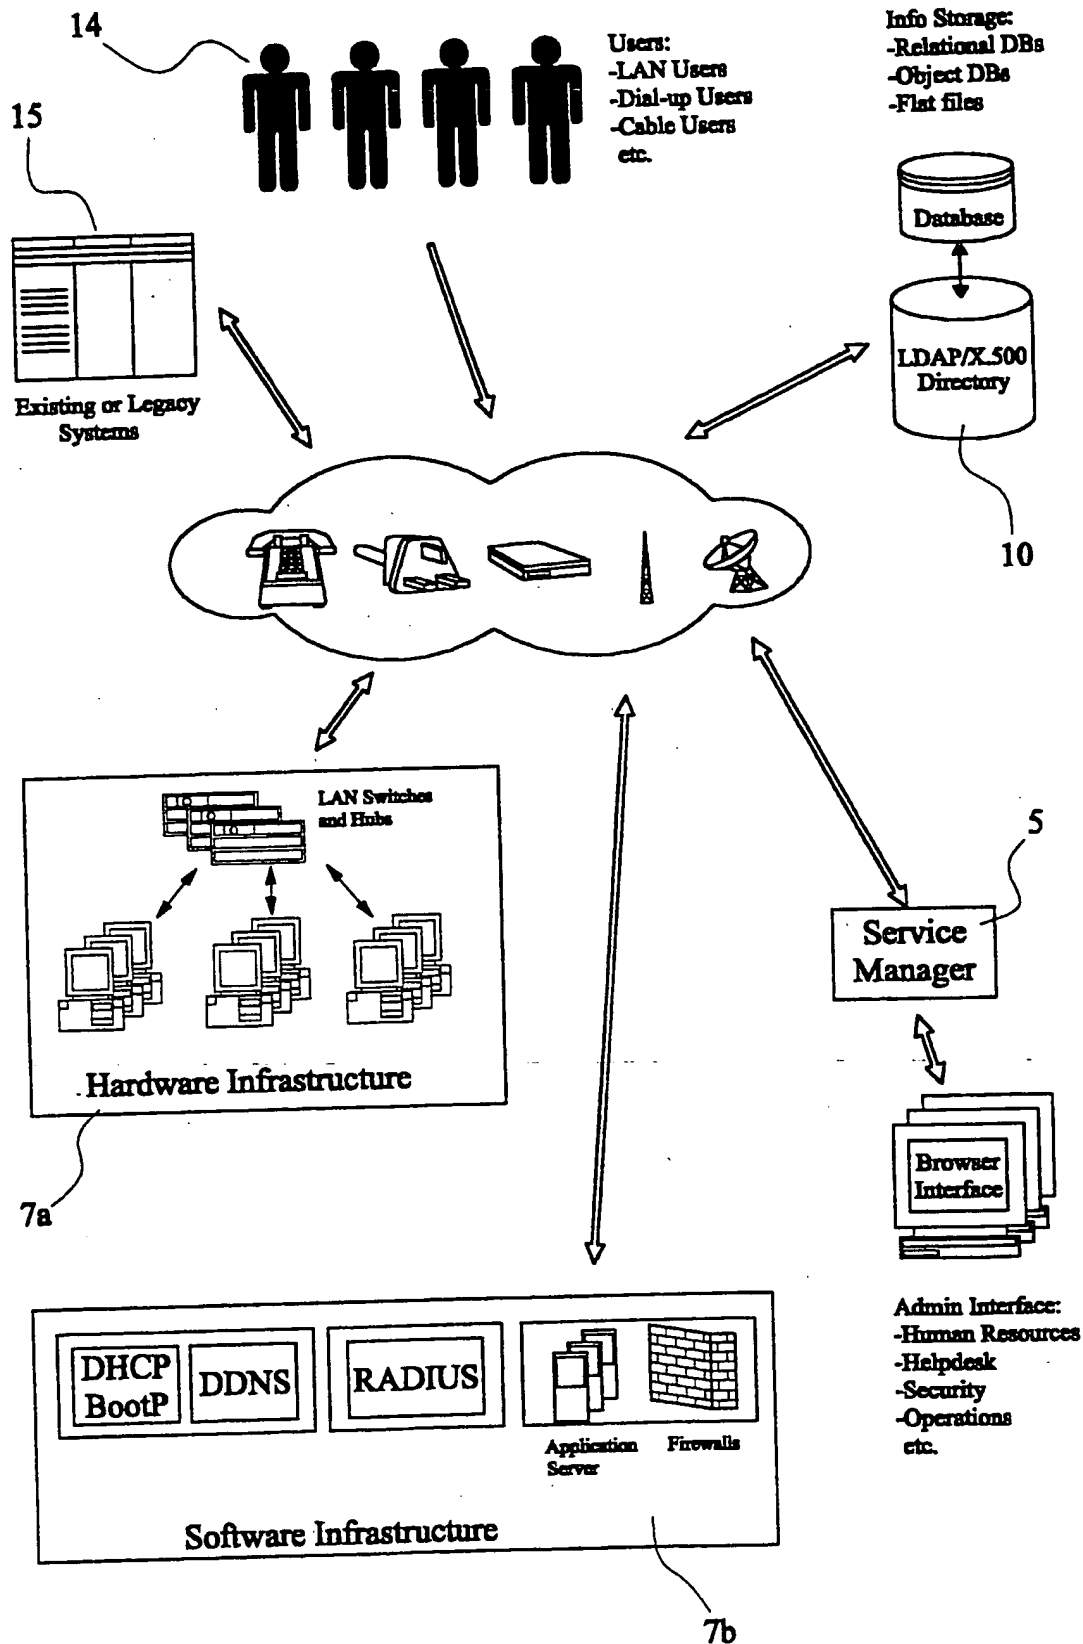 14
Users:
-LAN Users
-Dial-up Users
-Cable Users
etc.
Info Storage:
-Relational DBs
-Object DBs
-Flat files
15
Database
LDAP/X.500
Directory
Existing or Legacy
Systems
10
LAN Switches
and Hubs
5
Service
Manager
Hardware Infrastructure
7a
Browser
Interface
Admin Interface:
-Human Resources
-Helpdesk
-Security
-Operations
etc.
DHCP
BootP
DDNS
RADIUS
Application
Server
Firewalls
Software Infrastructure
7b